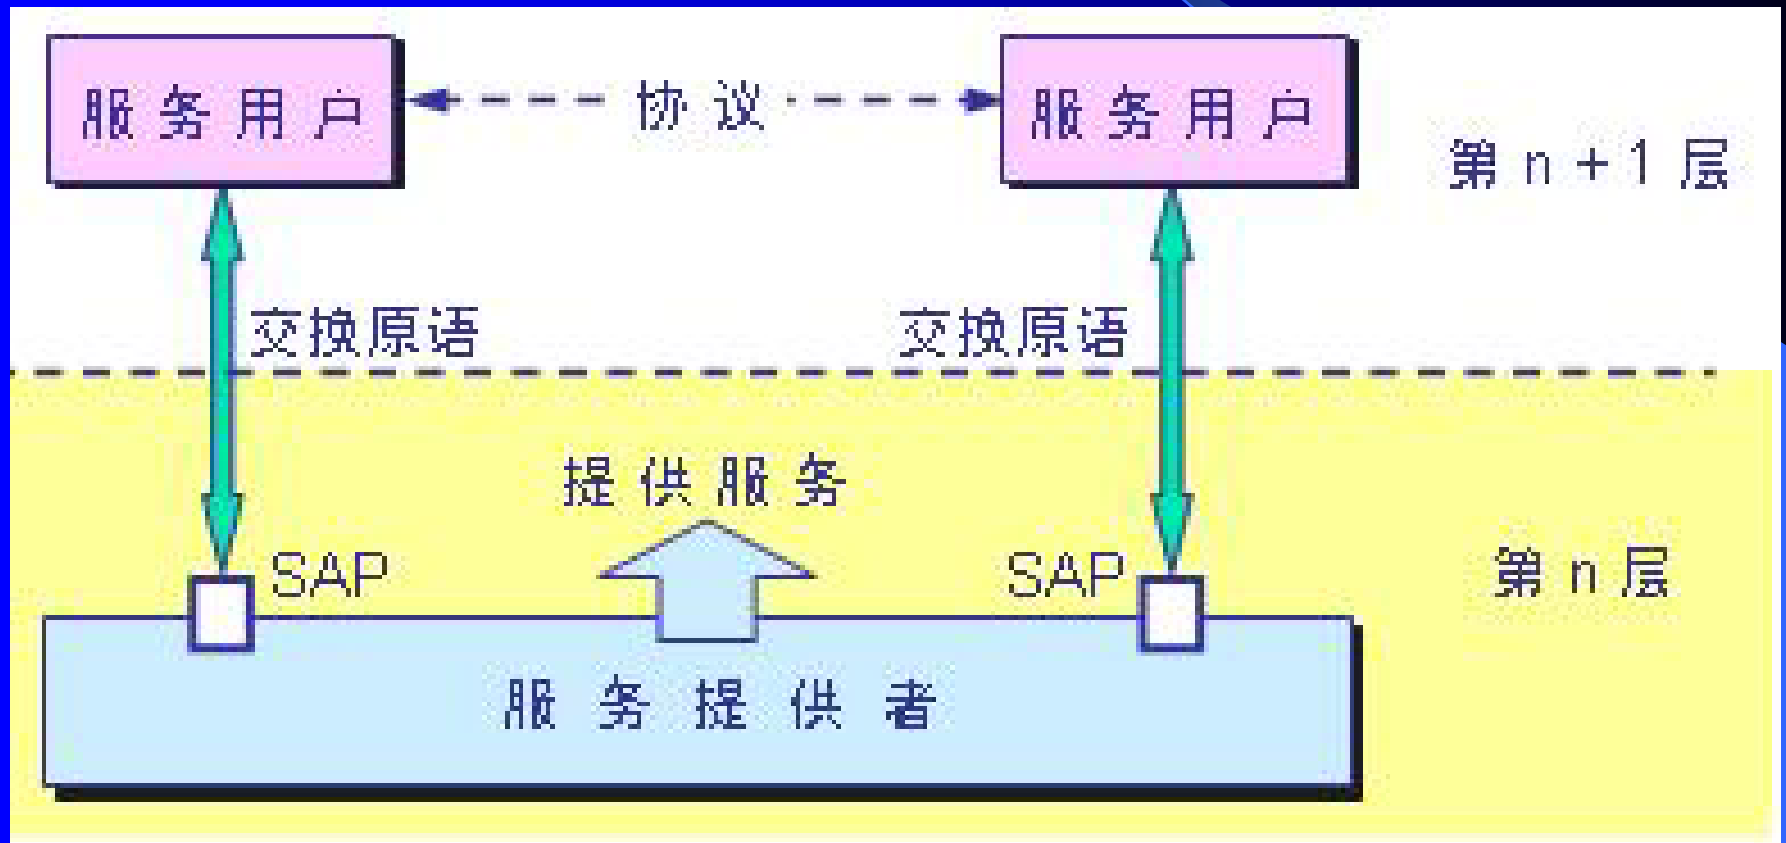 服务用户
协议
服务用户
第n+1层
交换原语
交换原语
提供服务
SAP
SAP
第n层
服务提供者